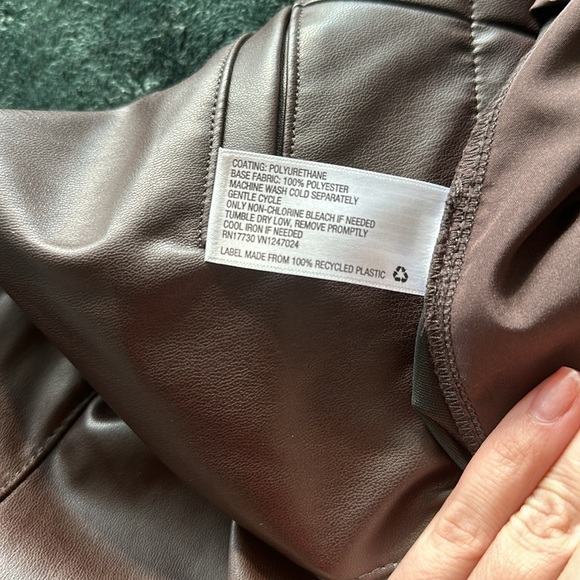 COATING: POLYURETHANE
BASE FABRIC: 100% POLYESTER
MACHINE WASH COLD SEPARATELY
GENTLE CYCLE
ONLY NON-CHLORINE BLEACH IF NEEDED
TUMBLE DRY LOW, REMOVE PROMPTLY
COOL IRON IF NEEDED
RN17730 VN1247024
LABEL MADE FROM 100% RECYCLED PLASTIC